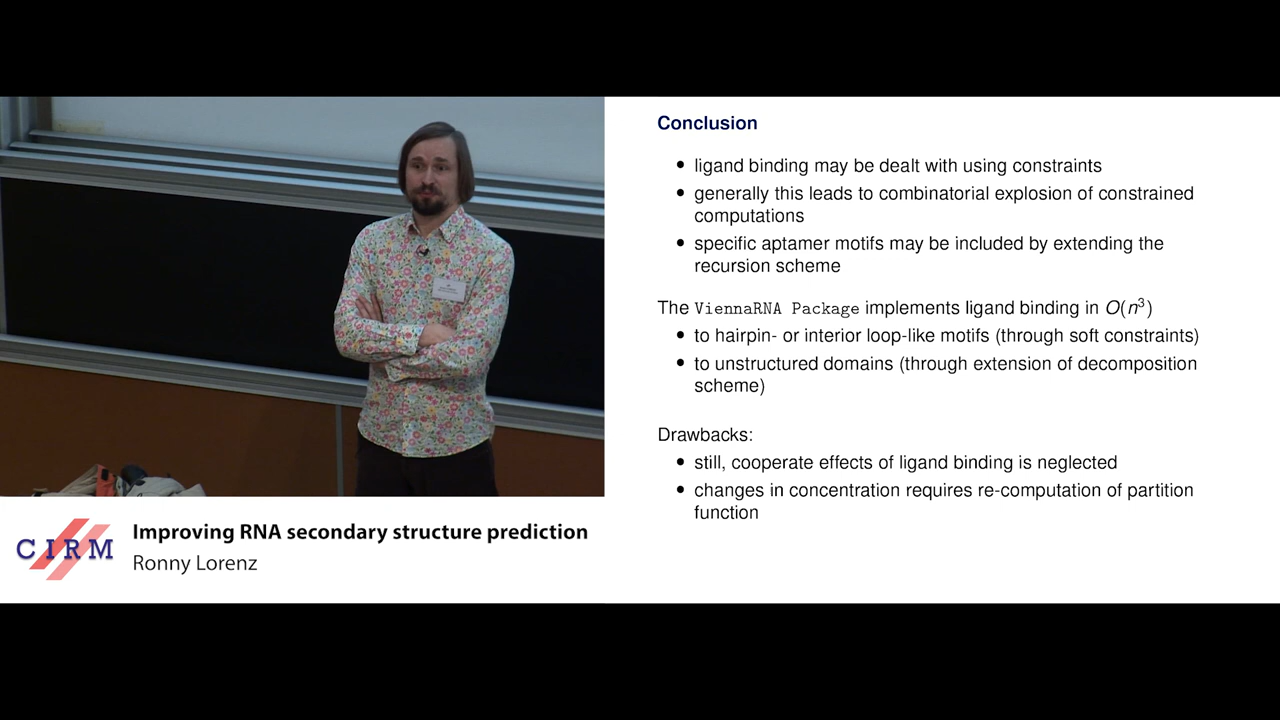 Conclusion
• ligand binding may be dealt with using constraints
• generally this leads to combinatorial explosion of constrained
computations
• specific aptamer motifs may be included by extending the
recursion scheme
The ViennaRNA Package implements ligand binding in O(n³)
• to hairpin- or interior loop-like motifs (through soft constraints)
• to unstructured domains (through extension of decomposition
scheme)
Drawbacks:
• still, cooperate effects of ligand binding is neglected
• changes in concentration requires re-computation of partition
function
CIRM
Improving RNA secondary structure prediction
Ronny Lorenz